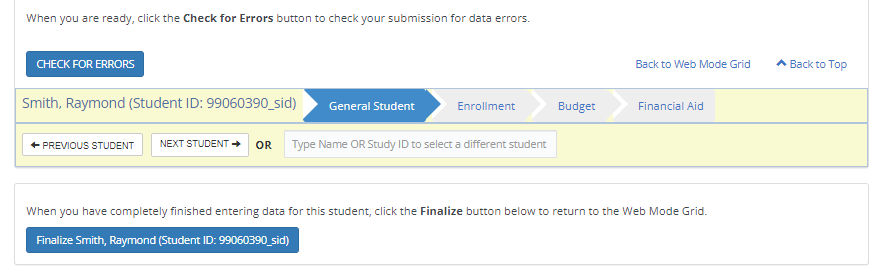 When you are ready, click the Check for Errors button to check your submission for data errors.
CHECK FOR ERRORS
Back to Web Mode Grid
Back to Top
Smith, Raymond (Student ID: 99060390_sid)
General Student
Enrollment
Budget
Financial Aid
PREVIOUS STUDENT
NEXT STUDENT
OR
Type Name OR Study ID to select a different student
When you have completely finished entering data for this student, click the Finalize button below to return to the Web Mode Grid.
Finalize Smith, Raymond (Student ID: 99060390_sid)